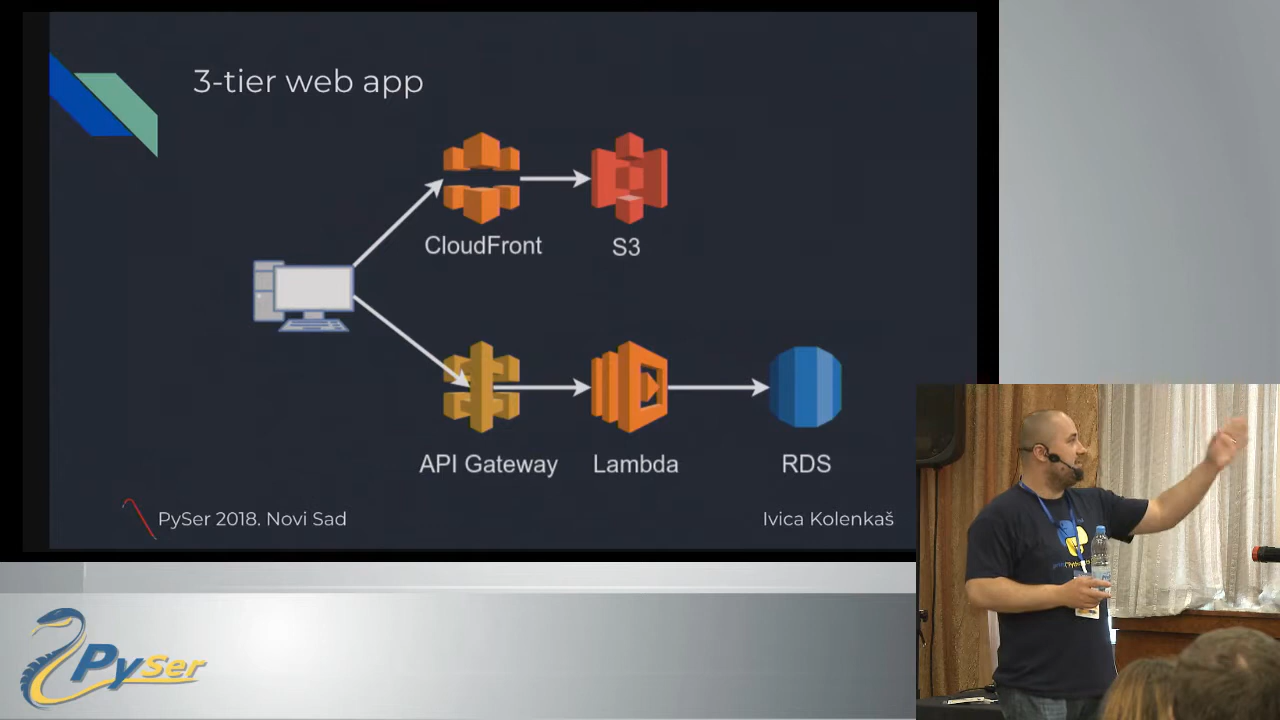 3-tier web app
CloudFront
S3
API Gateway
Lambda
RDS
PySer 2018. Novi Sad
Ivica Kolenkaš
PySer